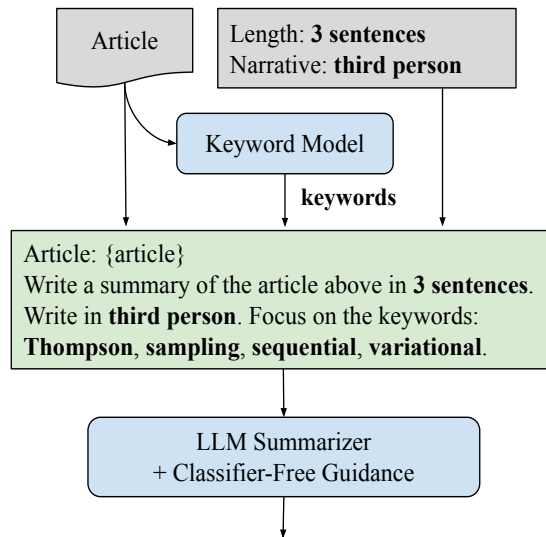 Article
Length: 3 sentences
Narrative: third person
Keyword Model
keywords
Article: {article}
Write a summary of the article above in 3 sentences.
Write in third person. Focus on the keywords:
Thompson, sampling, sequential, variational.
LLM Summarizer
+ Classifier-Free Guidance